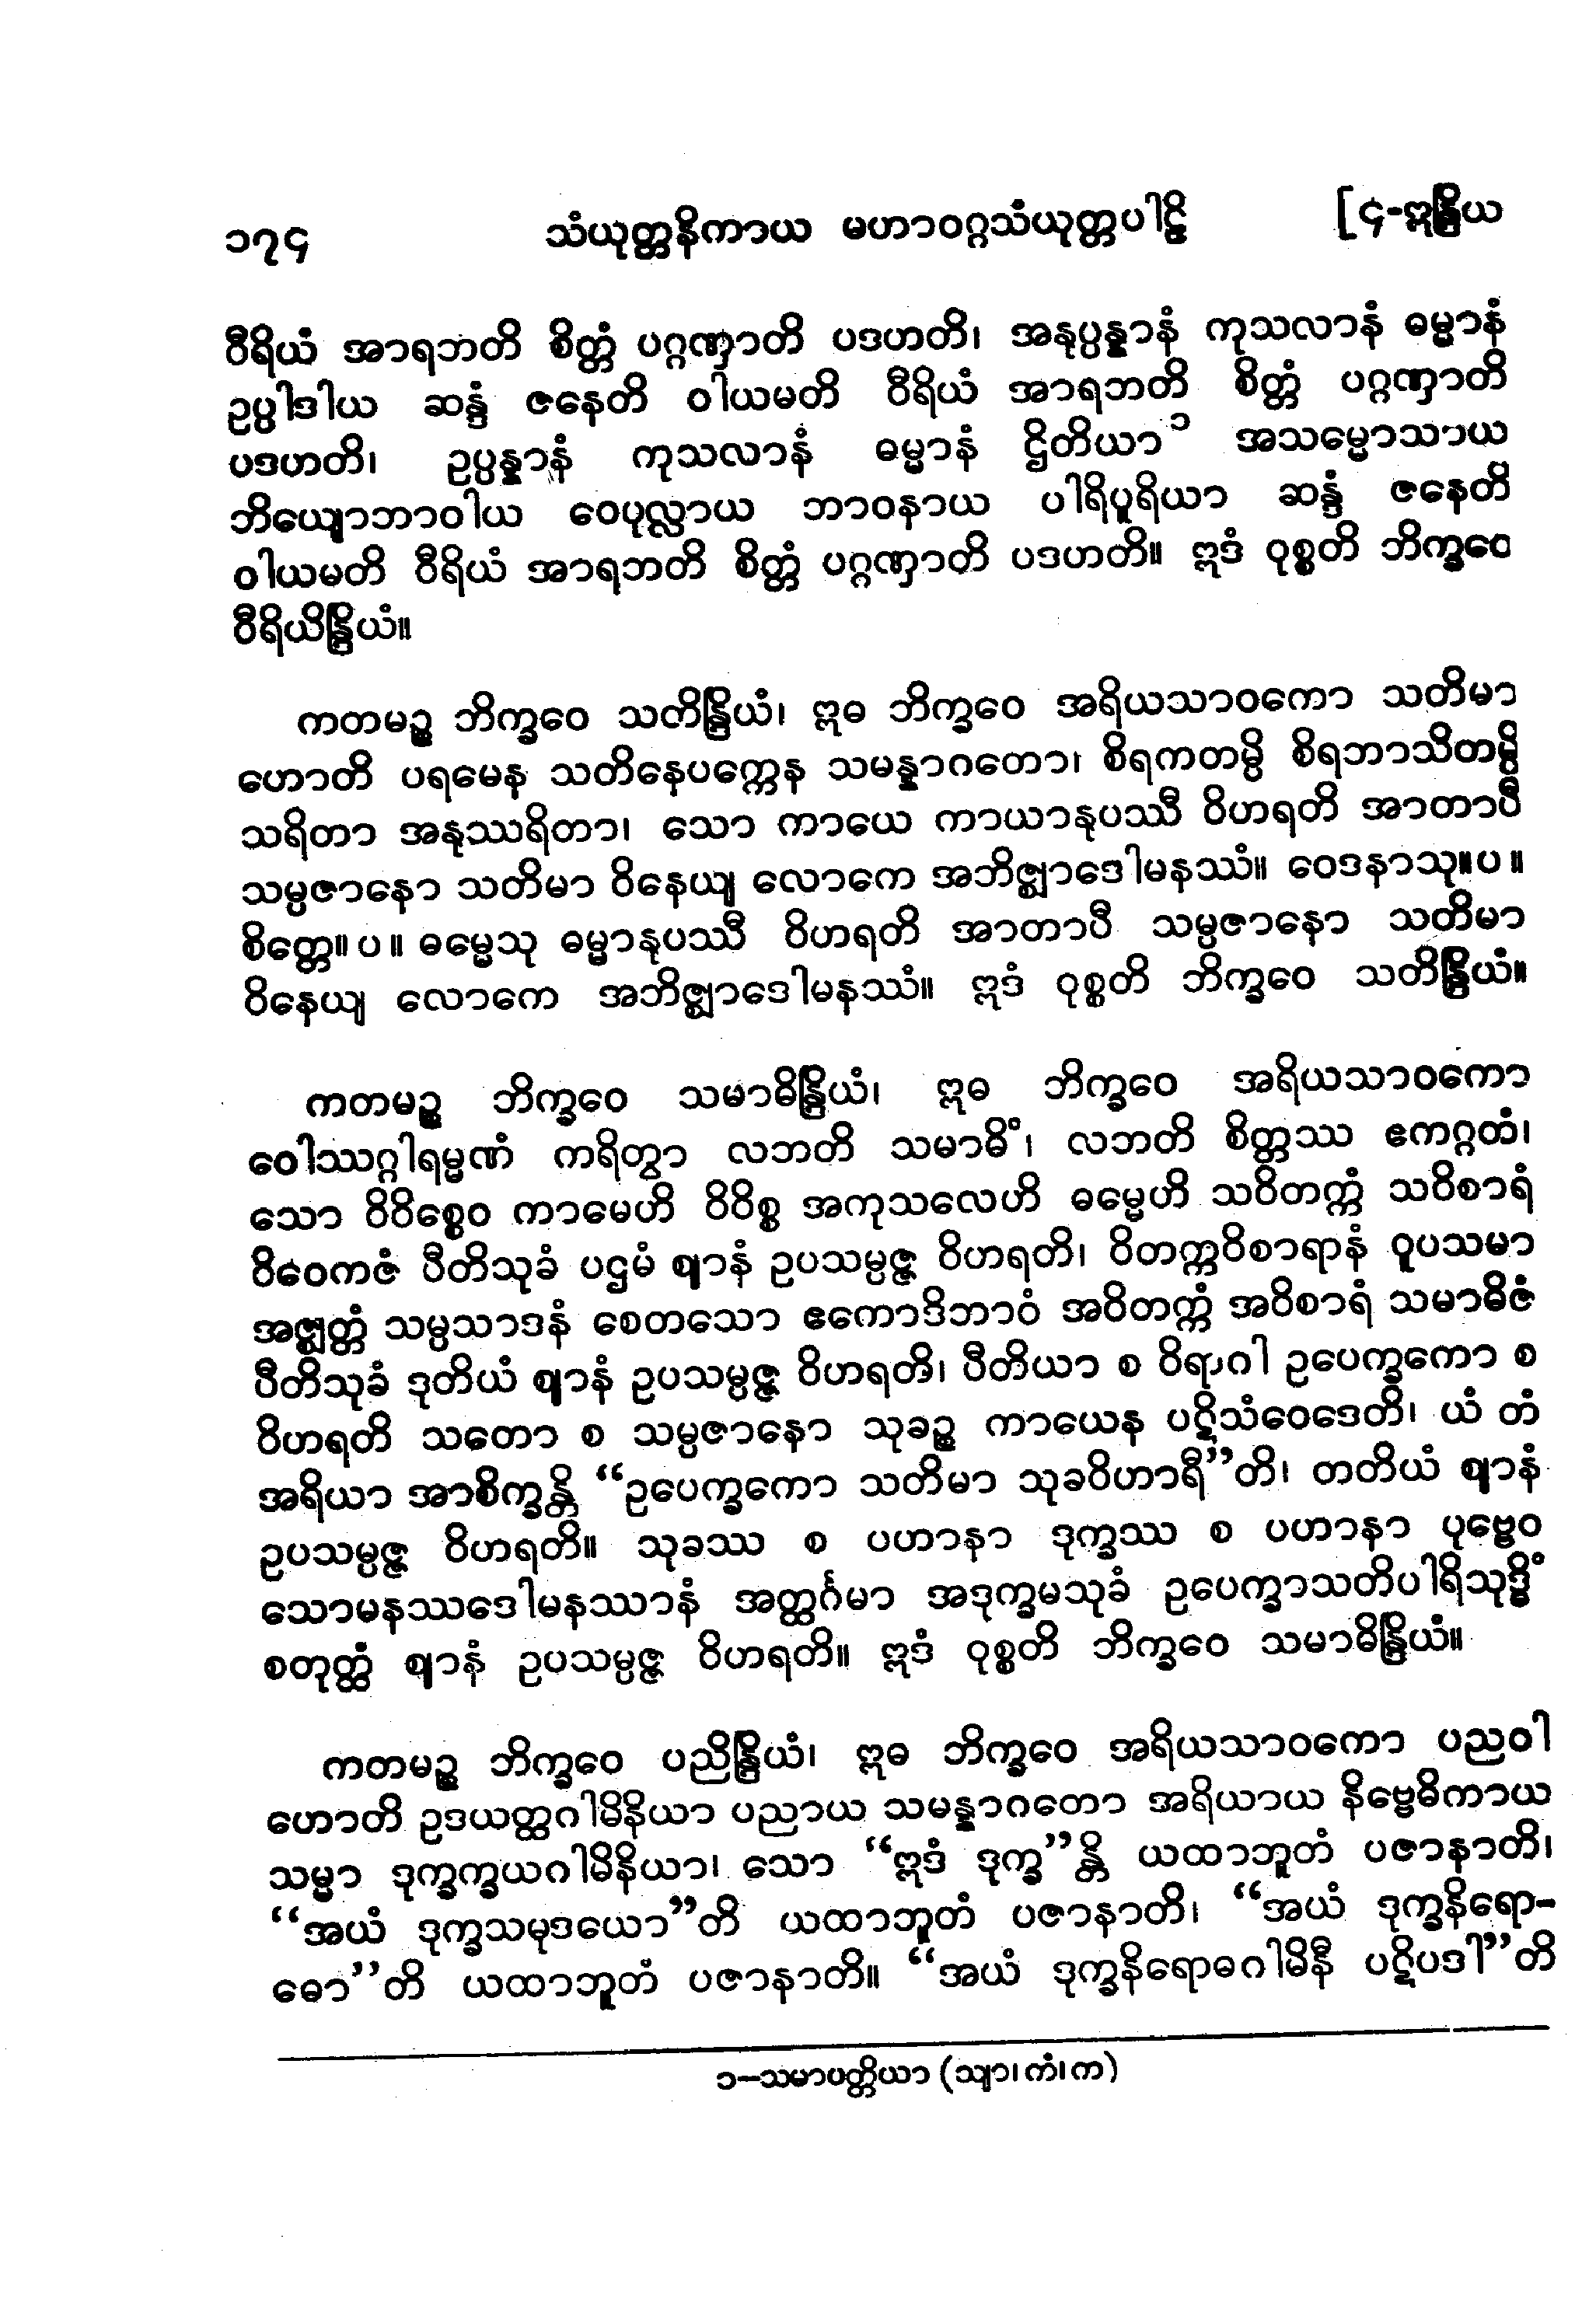 ၁၇၄ သံယုတ္တနိကာယ မဟာဝဂ္ဂသံယုတ္တပါဠိ [၄-ဣန္ဒြိယ
ဝီရိယံ အာရဘတိ စိတ္တံ ပဂ္ဂဏှာတိ ပဒဟတိ၊ အနုပ္ပန္နာနံ ကုသလာနံ ဓမ္မာနံ
ဥပ္ပါဒါယ ဆန္ဒံ ဇနေတိ ဝါယမတိ ဝီရိယံ အာရဘတိ စိတ္တံ ပဂ္ဂဏှာတိ
ပဒဟတိ၊ ဥပ္ပန္နာနံ ကုသလာနံ ဓမ္မာနံ ဌိတိယာ ၁ အသမ္မောသာယ
ဘိယျောဘာဝါယ ဝေပုလ္လာယ ဘာဝနာယ ပါရိပူရိယာ ဆန္ဒံ ဇနေတိ
ဝါယမတိ ဝီရိယံ အာရဘတိ စိတ္တံ ပဂ္ဂဏှာတိ ပဒဟတိ။ ဣဒံ ဝုစ္စတိ ဘိက္ခဝေ
ဝီရိယိန္ဒြိယံ။
ကတမဉ္စ ဘိက္ခဝေ သတိန္ဒြိယံ၊ ဣဓ ဘိက္ခဝေ အရိယသာဝကော သတိမာ
ဟောတိ ပရမေန သတိနေပက္ကေန သမန္နာဂတော၊ စိရကတမ္ပိ စိရဘာသိတမ္ပိ
သရိတာ အနုဿရိတာ၊ သော ကာယေ ကာယာနုပဿီ ဝိဟရတိ အာတာပီ
သမ္ပဇာနော သတိမာ ဝိနေယျ လောကေ အဘိဇ္ဈာဒေါမနဿံ။ ဝေဒနာသု။ပ။
စိတ္တေ။ပ။ ဓမ္မေသု ဓမ္မာနုပဿီ ဝိဟရတိ အာတာပီ သမ္ပဇာနော သတိမာ
ဝိနေယျ လောကေ အဘိဇ္ဈာဒေါမနဿံ။ ဣဒံ ဝုစ္စတိ ဘိက္ခဝေ သတိန္ဒြိယံ။
ကတမဉ္စ ဘိက္ခဝေ သမာဓိန္ဒြိယံ၊ ဣဓ ဘိက္ခဝေ အရိယသာဝကော
ဝေါဿဂ္ဂါရမ္မဏံ ကရိတွာ လဘတိ သမာဓိံ၊ လဘတိ စိတ္တဿ ဧကဂ္ဂတံ၊
သော ဝိဝိစ္စေဝ ကာမေဟိ ဝိဝိစ္စ အကုသလေဟိ ဓမ္မေဟိ သဝိတက္ကံ သဝိစာရံ
ဝိဝေကဇံ ပီတိသုခံ ပဌမံ ဈာနံ ဥပသမ္ပဇ္ဇ ဝိဟရတိ၊ ဝိတက္ကဝိစာရာနံ ဝူပသမာ
အဇ္ဈတ္တံ သမ္ပသာဒနံ စေတသော ဧကောဒိဘာဝံ အဝိတက္ကံ အဝိစာရံ သမာဓိဇံ
ပီတိသုခံ ဒုတိယံ ဈာနံ ဥပသမ္ပဇ္ဇ ဝိဟရတိ၊ ပီတိယာ စ ဝိရာဂါ ဥပေက္ခကော စ
ဝိဟရတိ သတော စ သမ္ပဇာနော သုခဉ္စ ကာယေန ပဋိသံဝေဒေတိ၊ ယံ တံ
အရိယာ အာစိက္ခန္တိ “ဥပေက္ခကော သတိမာ သုခဝိဟာရီ”တိ၊ တတိယံ ဈာနံ
ဥပသမ္ပဇ္ဇ ဝိဟရတိ။ သုခဿ စ ပဟာနာ ဒုက္ခဿ စ ပဟာနာ ပုဗ္ဗေဝ
သောမနဿဒေါမနဿာနံ အတ္ထင်္ဂမာ အဒုက္ခမသုခံ ဥပေက္ခာသတိပါရိသုဒ္ဓိံ
စတုတ္ထံ ဈာနံ ဥပသမ္ပဇ္ဇ ဝိဟရတိ။ ဣဒံ ဝုစ္စတိ ဘိက္ခဝေ သမာဓိန္ဒြိယံ။
ကတမဉ္စ ဘိက္ခဝေ ပညိန္ဒြိယံ၊ ဣဓ ဘိက္ခဝေ အရိယသာဝကော ပညဝါ
ဟောတိ ဥဒယတ္ထဂါမိနိယာ ပညာယ သမန္နာဂတော အရိယာယ နိဗ္ဗေဓိကာယ
သမ္မာ ဒုက္ခက္ခယဂါမိနိယာ၊ သော “ဣဒံ ဒုက္ခ”န္တိ ယထာဘူတံ ပဇာနာတိ၊
“အယံ ဒုက္ခသမုဒယော”တိ ယထာဘူတံ ပဇာနာတိ၊ “အယံ ဒုက္ခနိရော-
ဓော”တိ ယထာဘူတံ ပဇာနာတိ။ “အယံ ဒုက္ခနိရောဓဂါမိနီ ပဋိပဒါ”တိ
၁−သမာပတ္တိယာ (သျာ၊ ကံ၊ က)